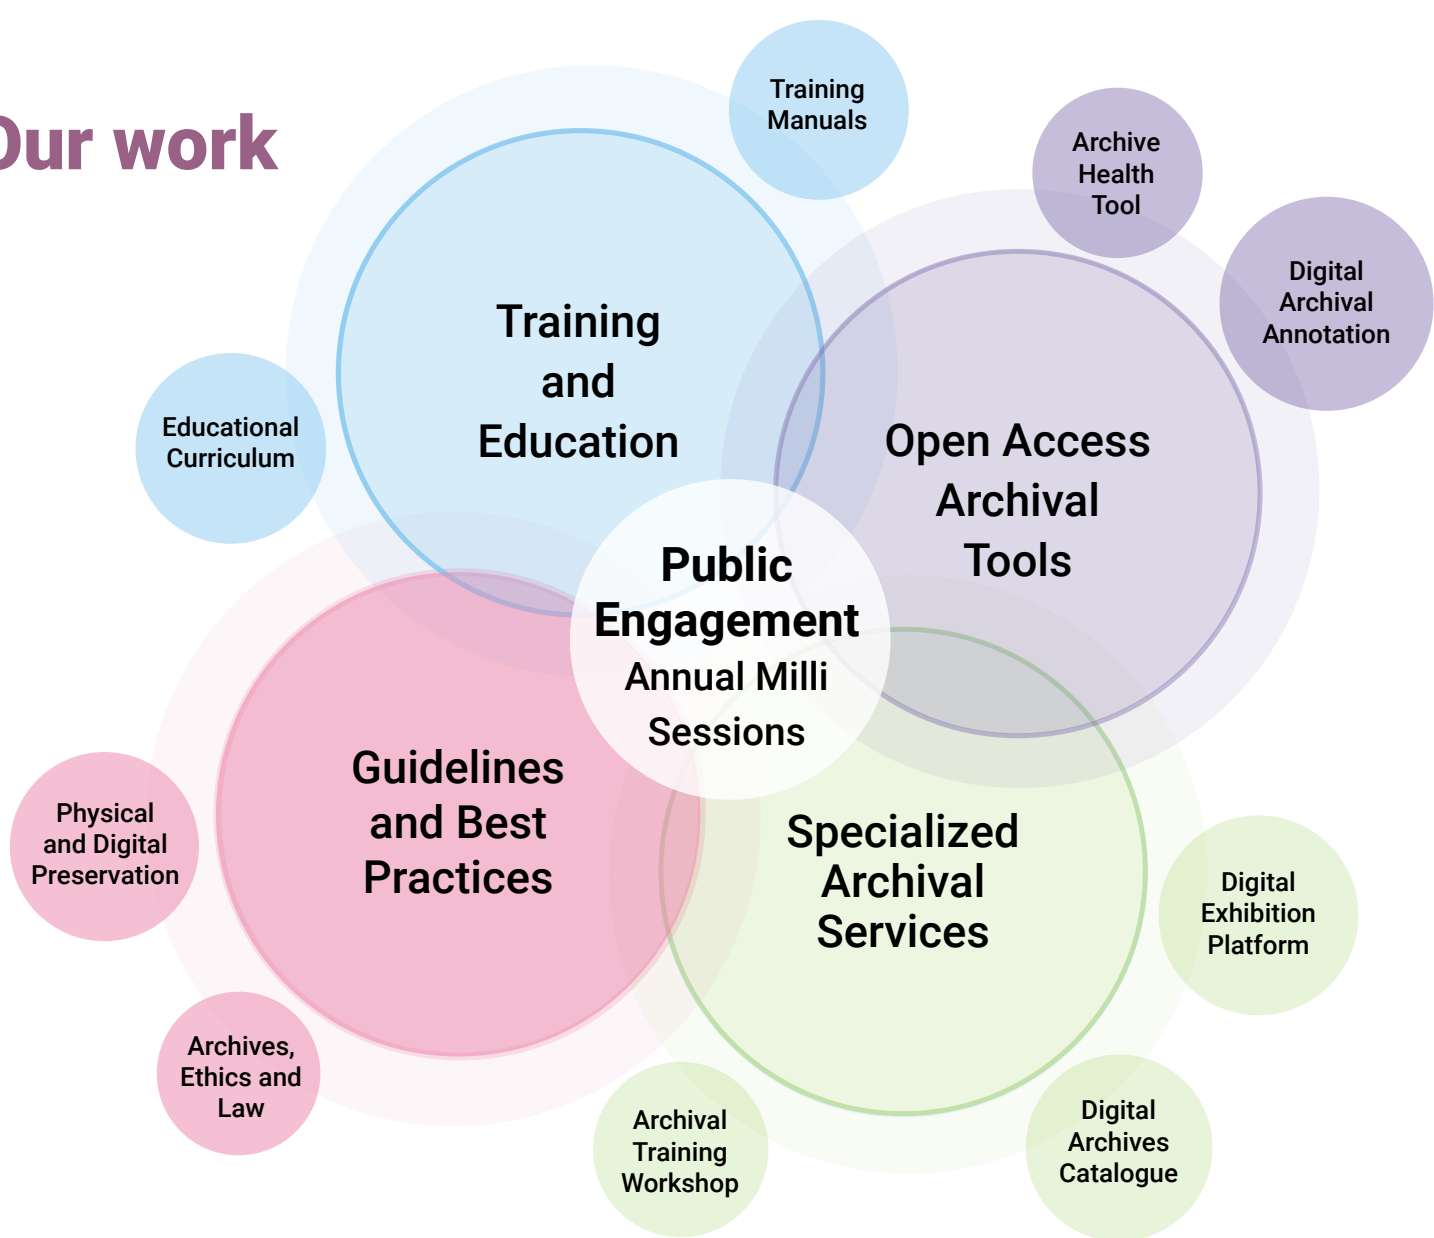 Our work
Training
Manuals
Archive
Health
Tool
Digital
Archival
Annotation
Training
and
Education
Educational
Curriculum
Open Access
Archival
Tools
Public
Engagement
Annual Milli
Sessions
Guidelines
and Best
Practices
Physical
and Digital
Preservation
Specialized
Archival
Services
Digital
Exhibition
Platform
Archives,
Ethics and
Law
Archival
Training
Workshop
Digital
Archives
Catalogue